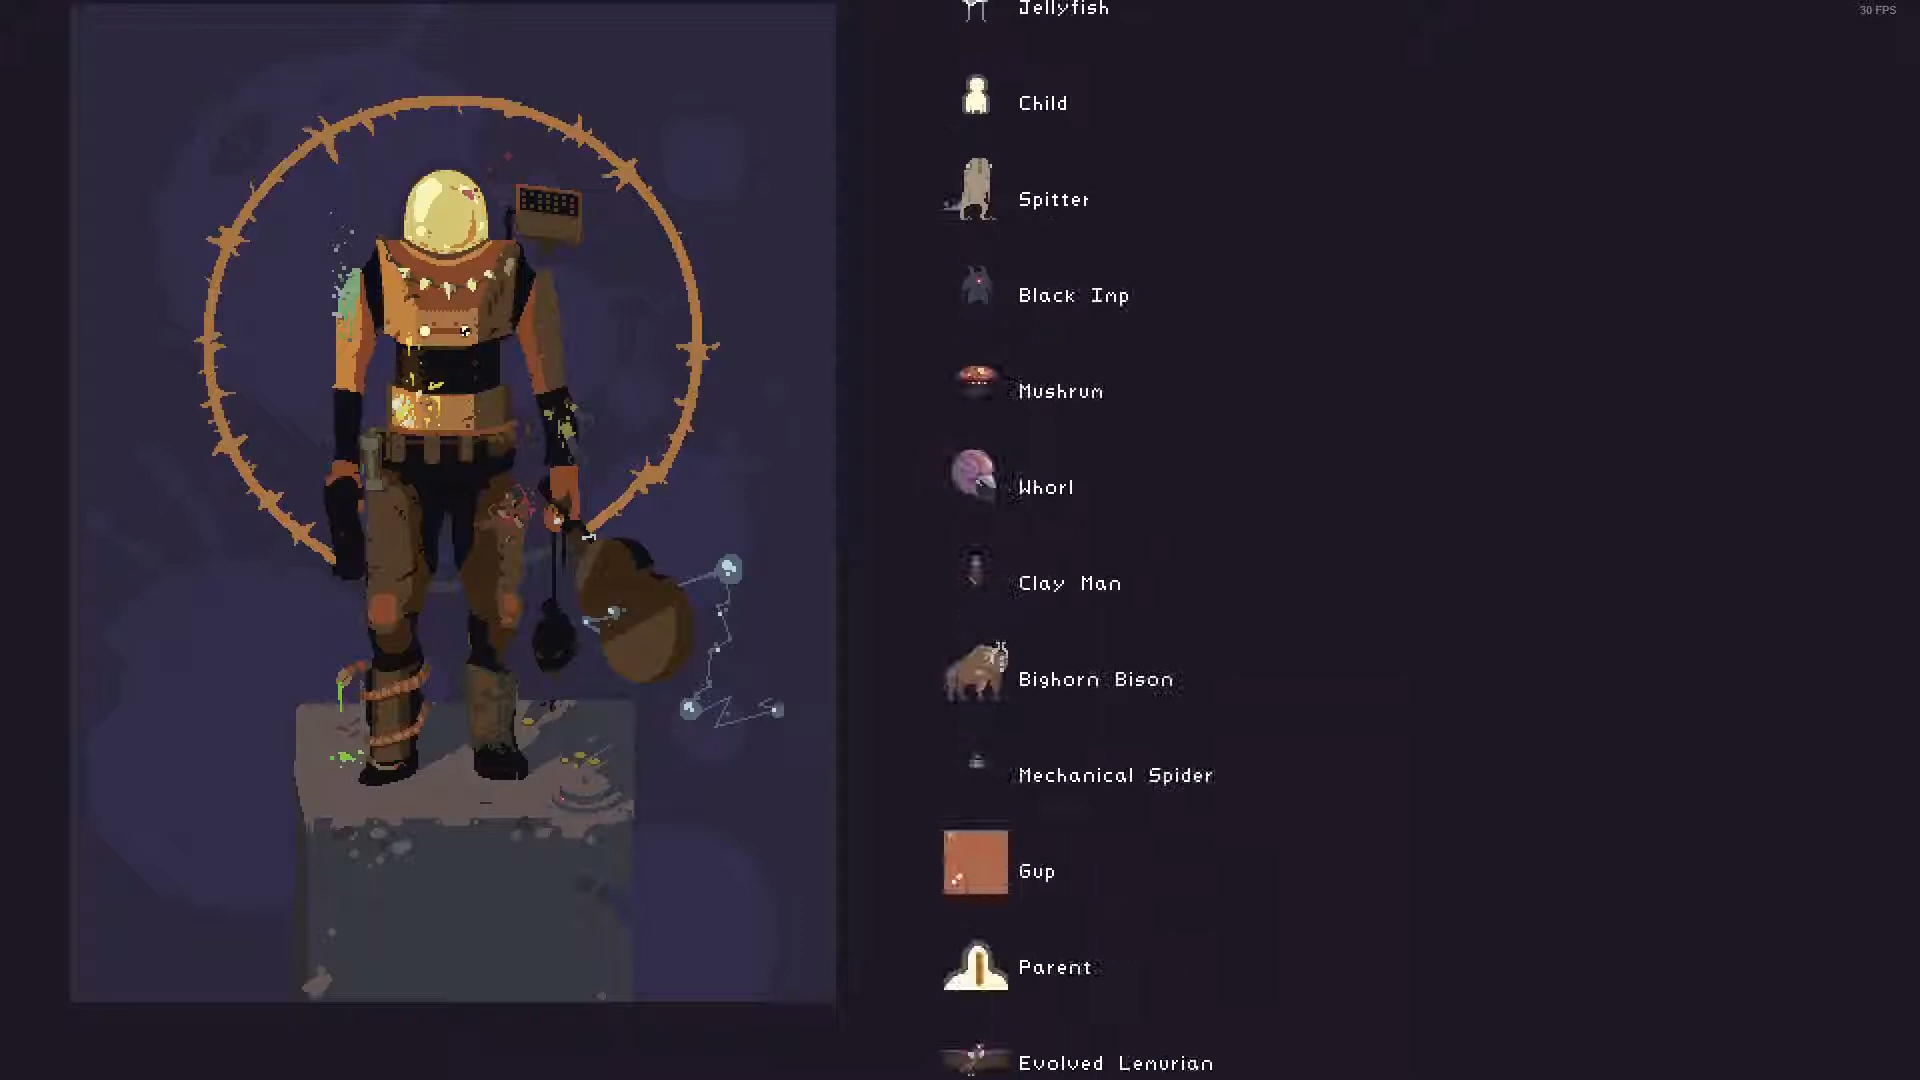 Jellyfish
30 FPS
Child
Spitter
Black Imp
Mushrum
Whorl
Clay Man
Bighorn Bison
Mechanical Spider
Gup
Parent
Evolved Lemurian